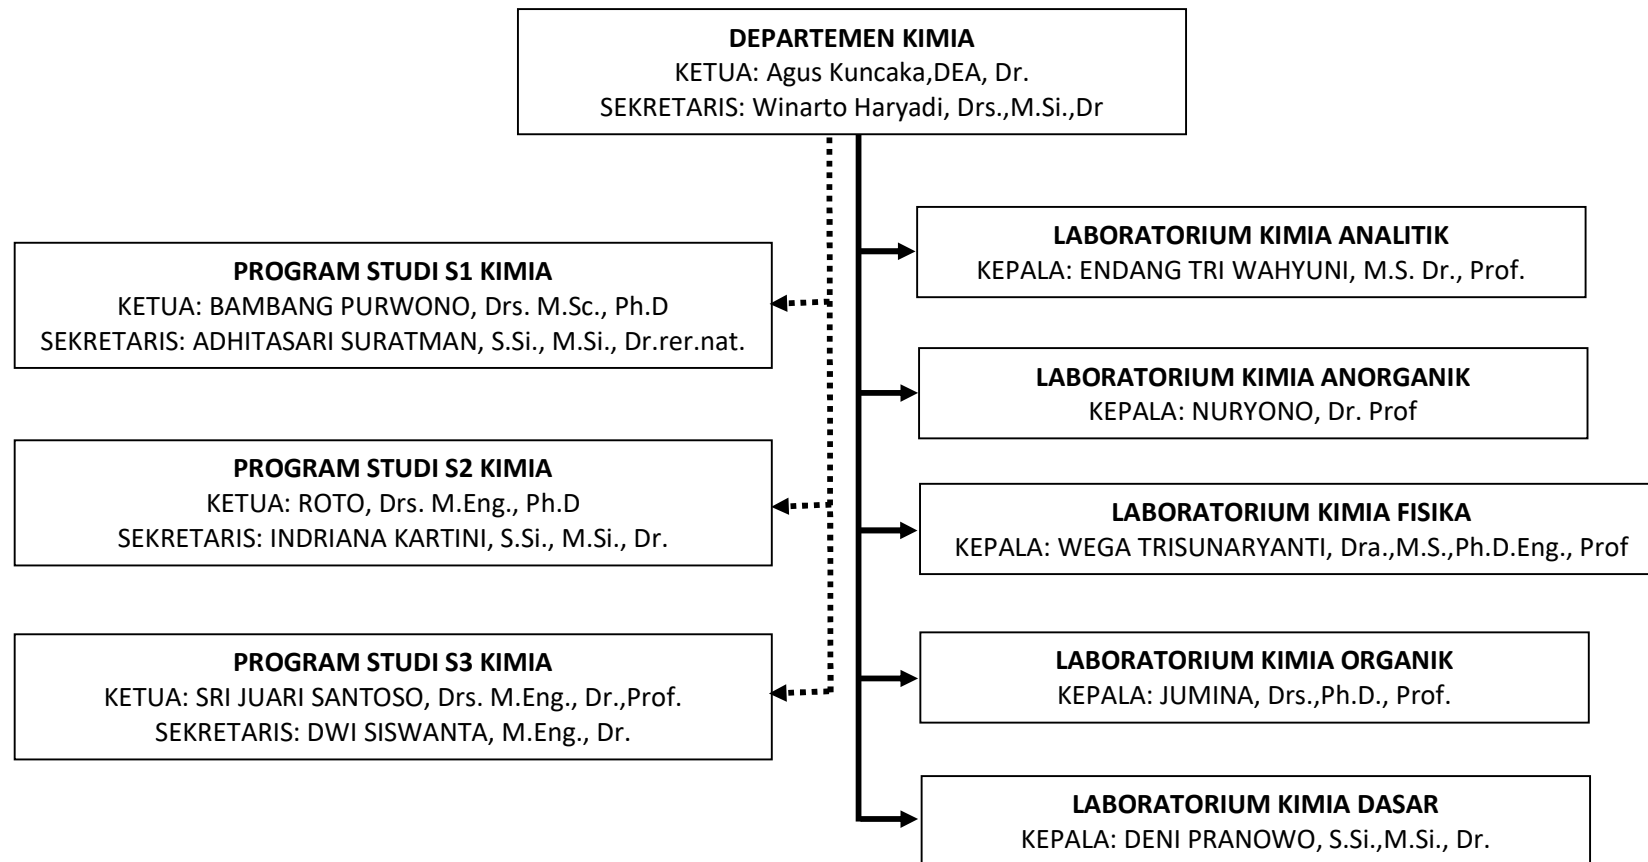 DEPARTEMEN KIMIA
KETUA: Agus Kuncaka,DEA, Dr.
SEKRETARIS: Winarto Haryadi, Drs.,M.Si.,Dr
PROGRAM STUDI S1 KIMIA
KETUA: BAMBANG PURWONO, Drs. M.Sc., Ph.D
SEKRETARIS: ADHITASARI SURATMAN, S.Si., M.Si., Dr.rer.nat.
PROGRAM STUDI S2 KIMIA
KETUA: ROTO, Drs. M.Eng., Ph.D
SEKRETARIS: INDRIANA KARTINI, S.Si., M.Si., Dr.
PROGRAM STUDI S3 KIMIA
KETUA: SRI JUARI SANTOSO, Drs. M.Eng., Dr.,Prof.
SEKRETARIS: DWI SISWANTA, M.Eng., Dr.
LABORATORIUM KIMIA ANALITIK
KEPALA: ENDANG TRI WAHYUNI, M.S. Dr., Prof.
LABORATORIUM KIMIA ANORGANIK
KEPALA: NURYONO, Dr. Prof
LABORATORIUM KIMIA FISIKA
KEPALA: WEGA TRISUNARYANTI, Dra.,M.S.,Ph.D.Eng., Prof
LABORATORIUM KIMIA ORGANIK
KEPALA: JUMINA, Drs.,Ph.D., Prof.
LABORATORIUM KIMIA DASAR
KEPALA: DENI PRANOWO, S.Si.,M.Si., Dr.